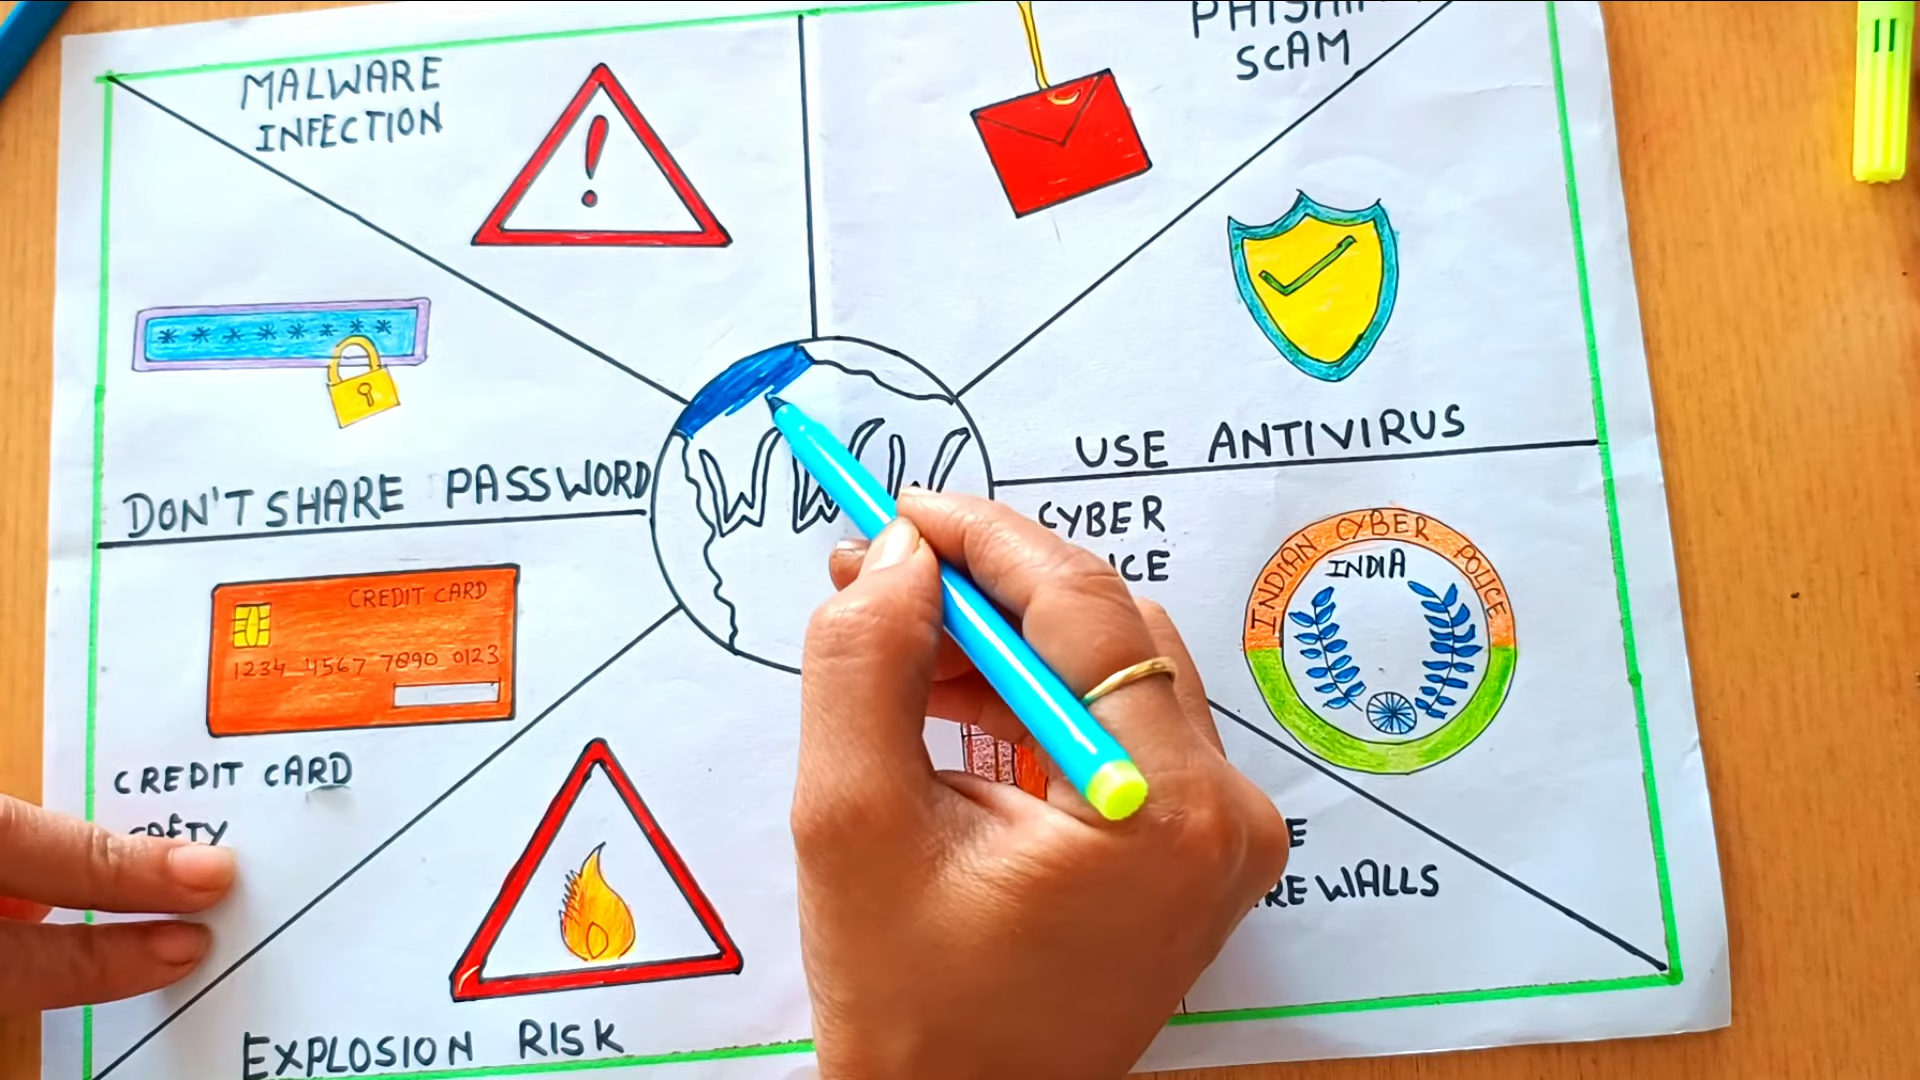 MALWARE
INFECTION
SCAM
* * * * * * * *
DON'T SHARE PASSWORD
USE ANTIVIRUS
WWW
CYBER
INDIAN CYBER POLICE
INDIA
CREDIT CARD
1234 4567 7890 0123
CREDIT CARD
EXPLOSION RISK